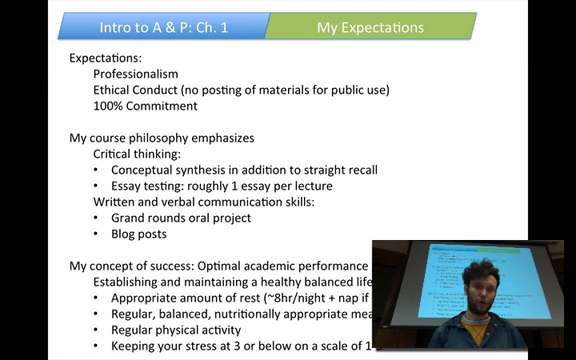 Intro to A & P: Ch. 1
My Expectations
Expectations:
Professionalism
Ethical Conduct (no posting of materials for public use)
100% Commitment
My course philosophy emphasizes
Critical thinking:
• Conceptual synthesis in addition to straight recall
• Essay testing: roughly 1 essay per lecture
Written and verbal communication skills:
• Grand rounds oral project
• Blog posts
My concept of success: Optimal academic performance
Establishing and maintaining a healthy balanced life
• Appropriate amount of rest (~8hr/night + nap if
• Regular, balanced, nutritionally appropriate
• Regular physical activity
• Keeping your stress at 3 or below on a scale of